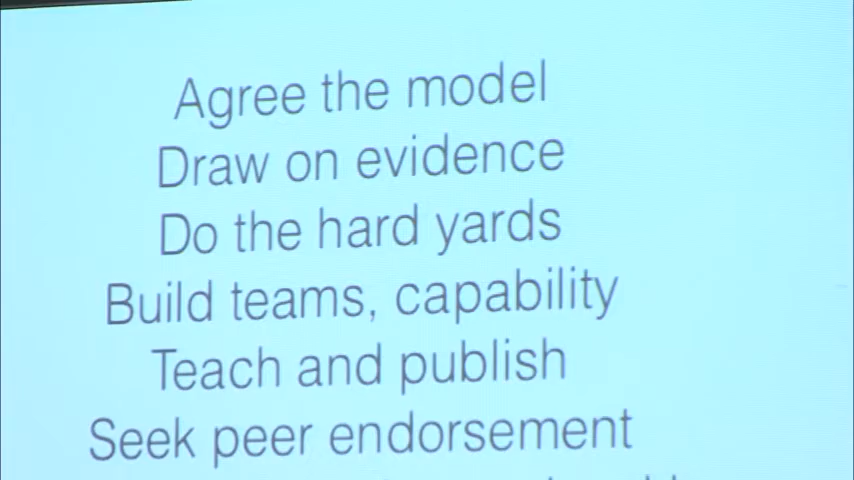 Agree the model
Draw on evidence
Do the hard yards
Build teams, capability
Teach and publish
Seek peer endorsement